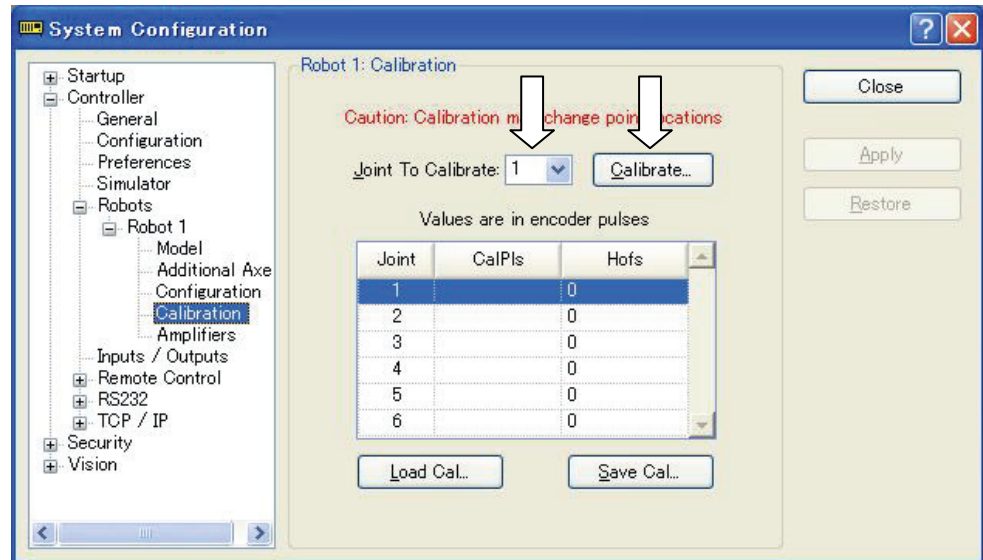 System Configuration
Startup
Controller
General
Configuration
Preferences
Simulator
Robots
Robot 1
Model
Additional Axe
Configuration
Calibration
Amplifiers
Inputs / Outputs
Remote Control
RS232
TCP / IP
Security
Vision
Robot 1: Calibration
Caution: Calibration m change poin cations
Joint To Calibrate: 1 Calibrate...
Values are in encoder pulses
Joint CalPls Hofs
1 0
2 0
3 0
4 0
5 0
6 0
Load Cal... Save Cal...
Close
Apply
Restore